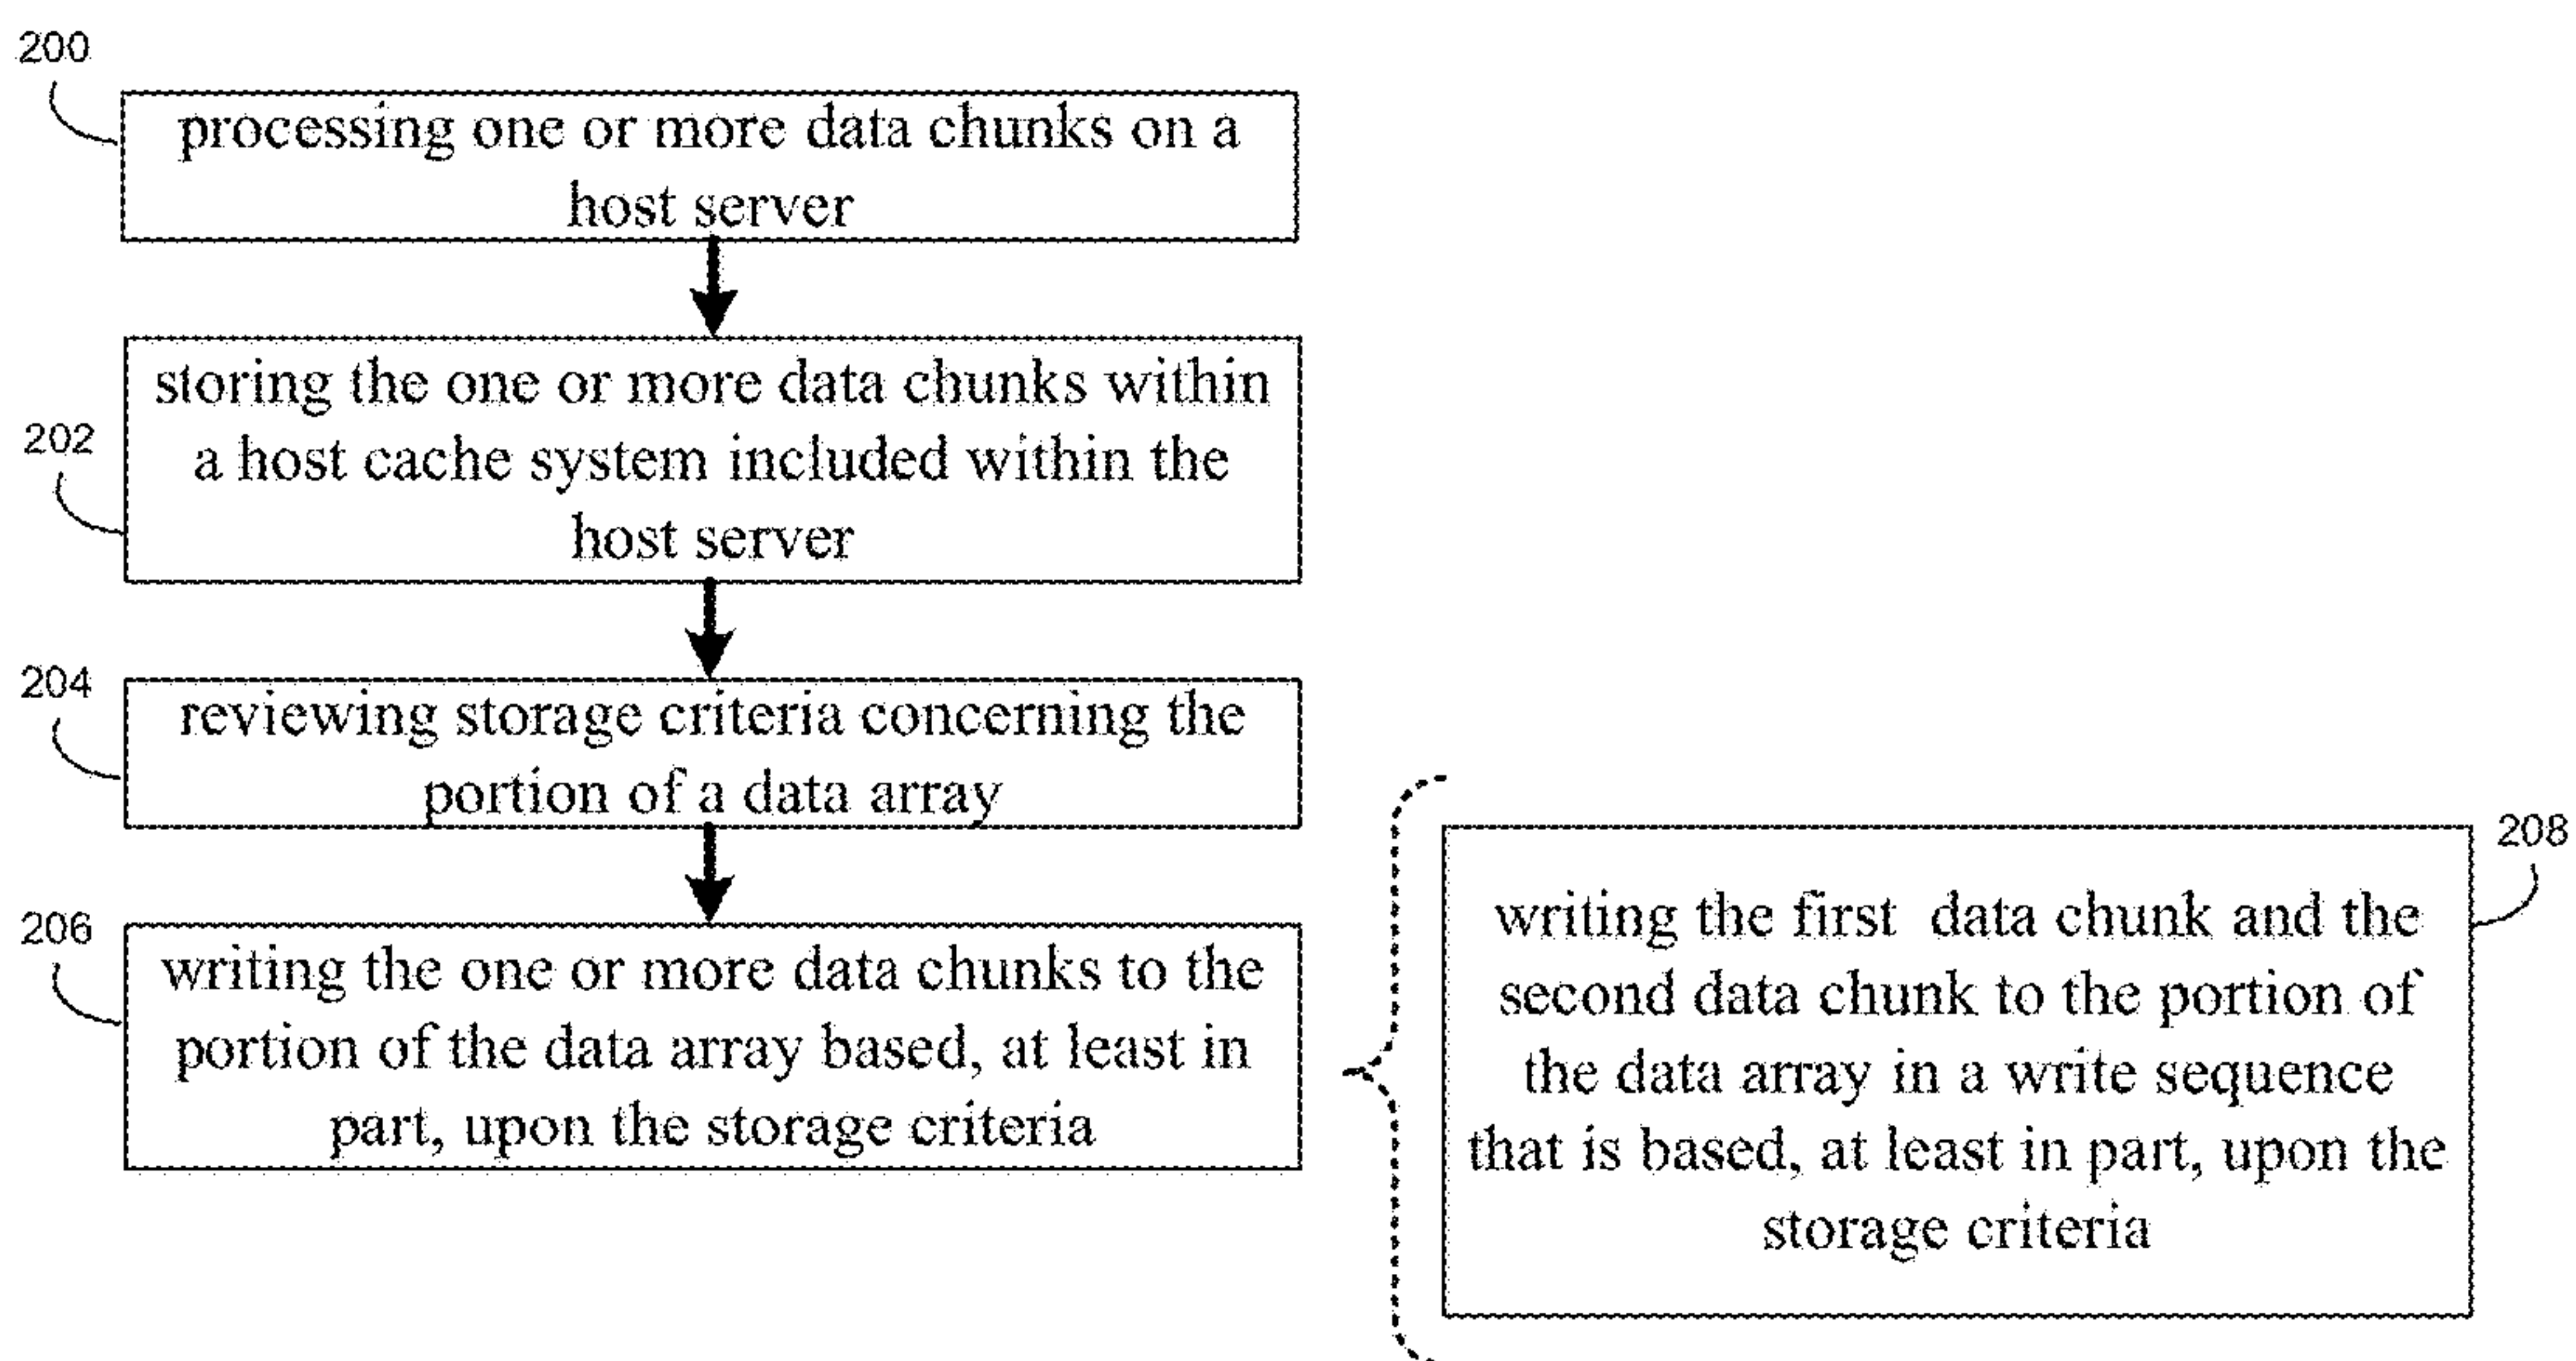 200
processing one or more data chunks on a
host server
202
storing the one or more data chunks within
a host cache system included within the
host server
204
reviewing storage criteria concerning the
portion of a data array
206
writing the one or more data chunks to the
portion of the data array based, at least in
part, upon the storage criteria
208
writing the first data chunk and the
second data chunk to the portion of
the data array in a write sequence
that is based, at least in part, upon the
storage criteria